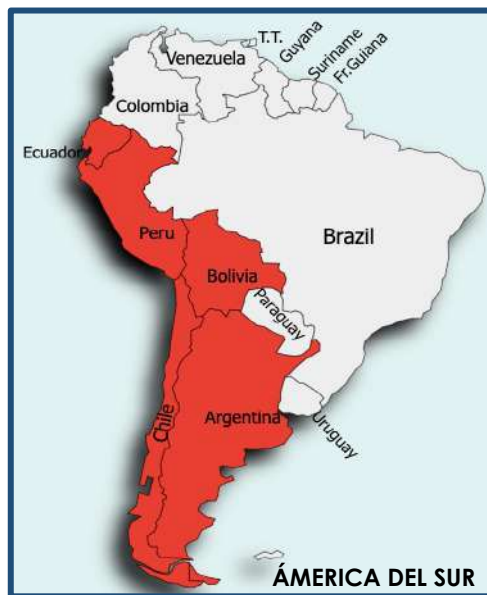 T.T.
Guyana
Suriname
Fr.Guiana
Venezuela
Colombia
Ecuador
Peru
Brazil
Bolivia
Paraguay
Chile
Argentina
Uruguay
ÁMERICA DEL SUR